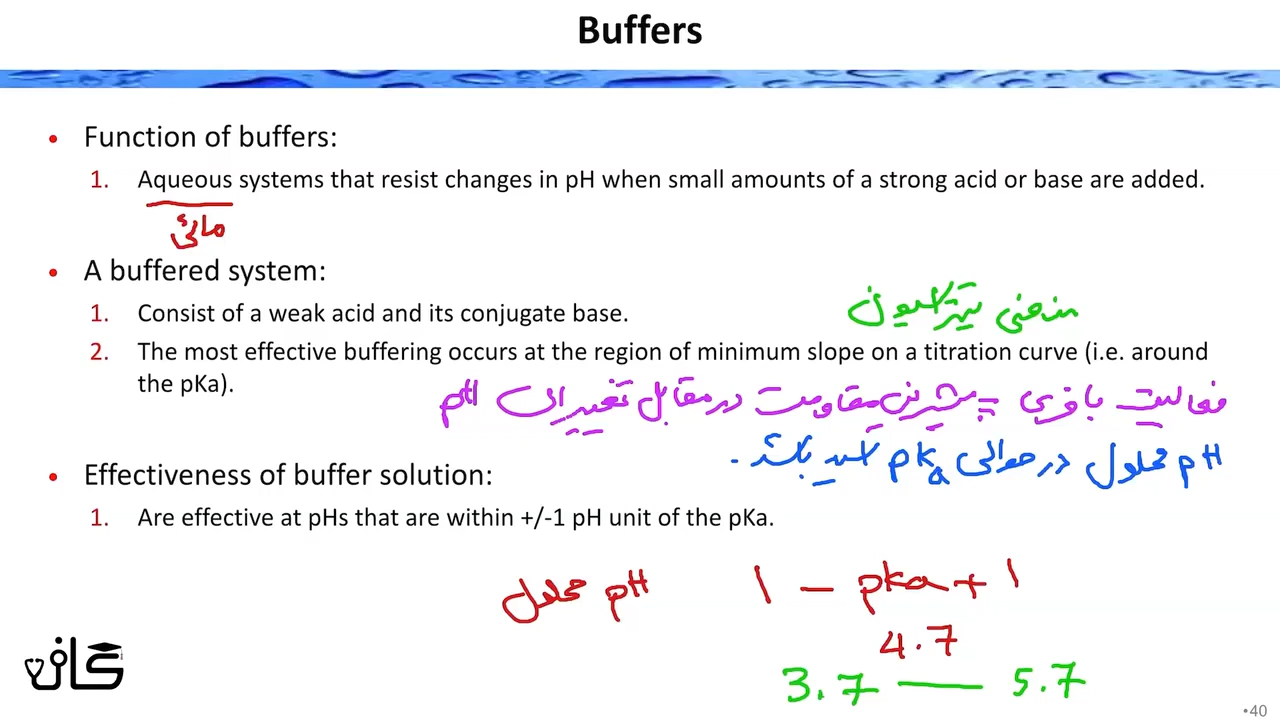 Buffers
• Function of buffers:
1. Aqueous systems that resist changes in pH when small amounts of a strong acid or base are added.
مائی
• A buffered system:
1. Consist of a weak acid and its conjugate base.
منحنی تیتراسیون
2. The most effective buffering occurs at the region of minimum slope on a titration curve (i.e. around
the pKa).
فعالیت بافری = بیشترین مقاومت در مقابل تغییرات pH
pH محلول در حوالی pka اسید باشد.
• Effectiveness of buffer solution:
1. Are effective at pHs that are within +/-1 pH unit of the pKa.
pH محلول
1 - pka + 1
4.7
3.7 — 5.7
•40